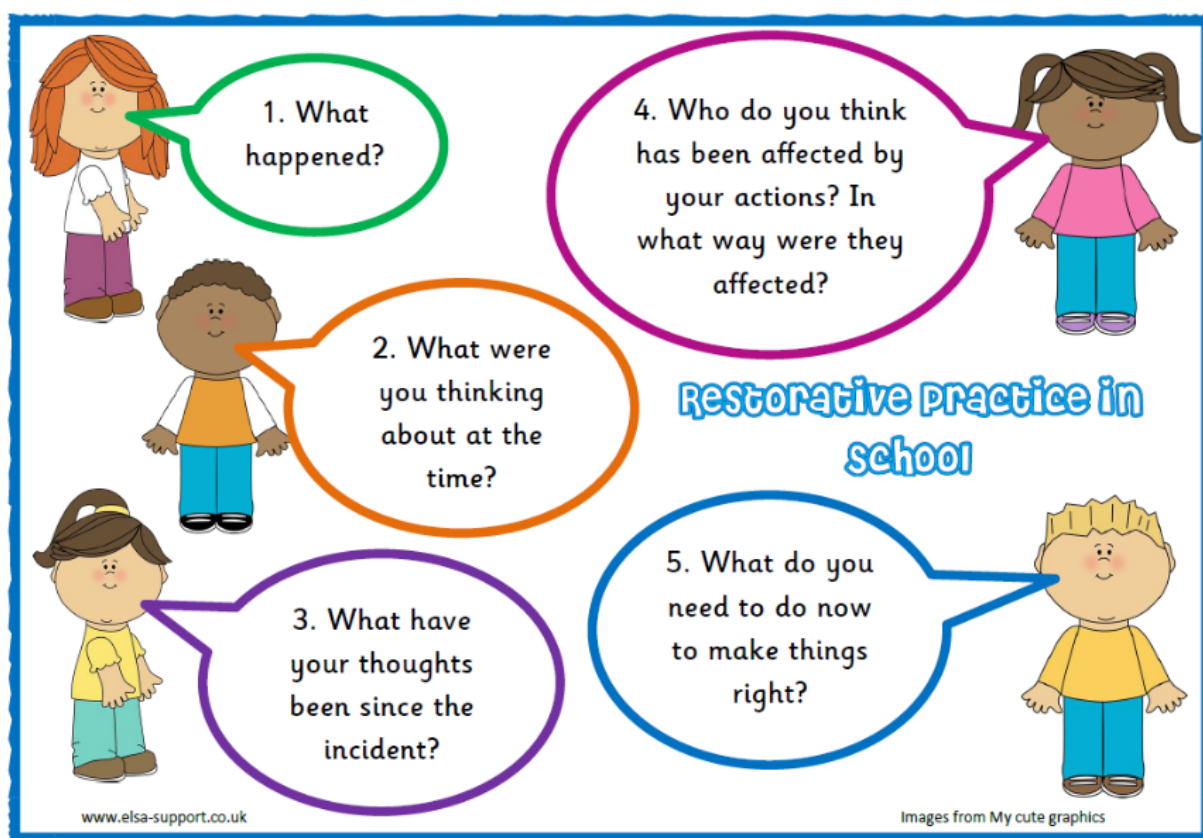 1. What
happened?
2. What were
you thinking
about at the
time?
3. What have
your thoughts
been since the
incident?
4. Who do you think
has been affected by
your actions? In
what way were they
affected?
Restorative Practice in
school
5. What do you
need to do now
to make things
right?
www.elsa-support.co.uk
Images from My cute graphics